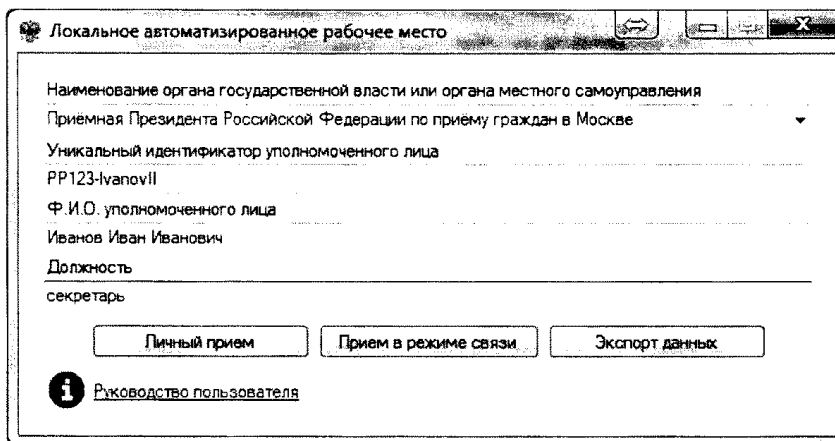 Локальное автоматизированное рабочее место
Наименование органа государственной власти или органа местного самоуправления
Приёмная Президента Российской Федерации по приёму граждан в Москве
Уникальный идентификатор уполномоченного лица
PP123-IvanovII
Ф.И.О. уполномоченного лица
Иванов Иван Иванович
Должность
секретарь
Личный прием Прием в режиме связи Экспорт данных
Руководство пользователя